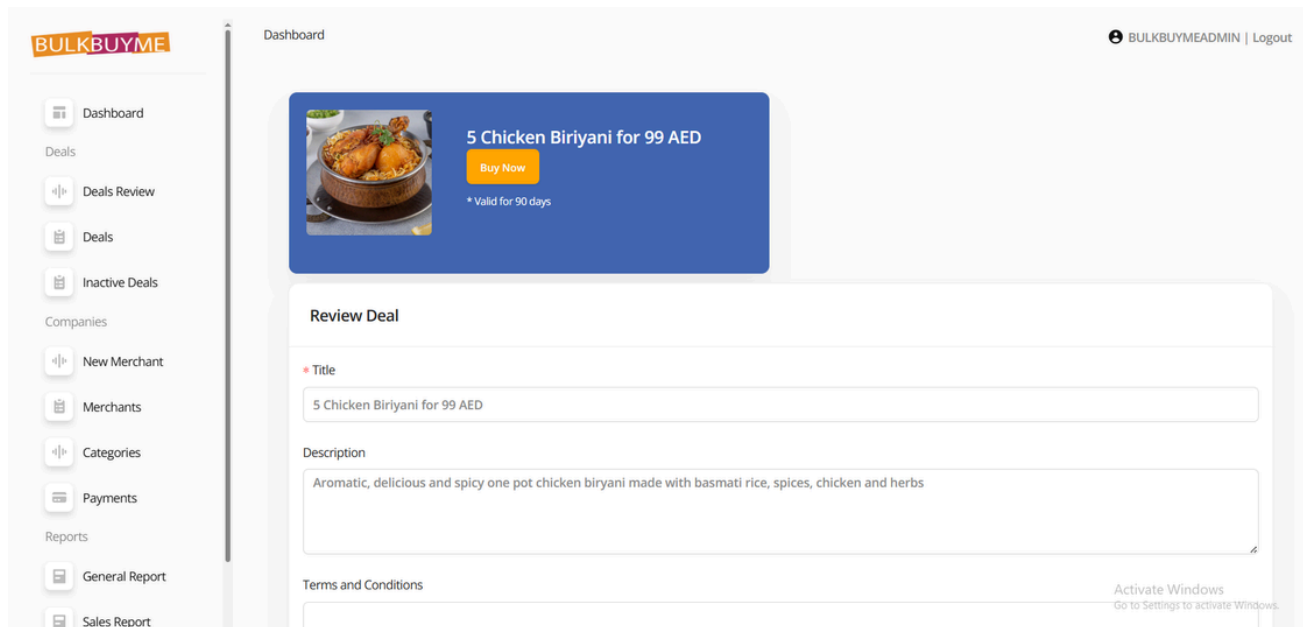 BULKBUYME
Dashboard
BULKBUYMEADMIN | Logout
Dashboard
Deals
Deals Review
Deals
Inactive Deals
Companies
New Merchant
Merchants
Categories
Payments
Reports
General Report
Sales Report
5 Chicken Biriyani for 99 AED
Buy Now
* Valid for 90 days
Review Deal
* Title
5 Chicken Biriyani for 99 AED
Description
Aromatic, delicious and spicy one pot chicken biryani made with basmati rice, spices, chicken and herbs
Terms and Conditions
Activate Windows
Go to Settings to activate Windows.